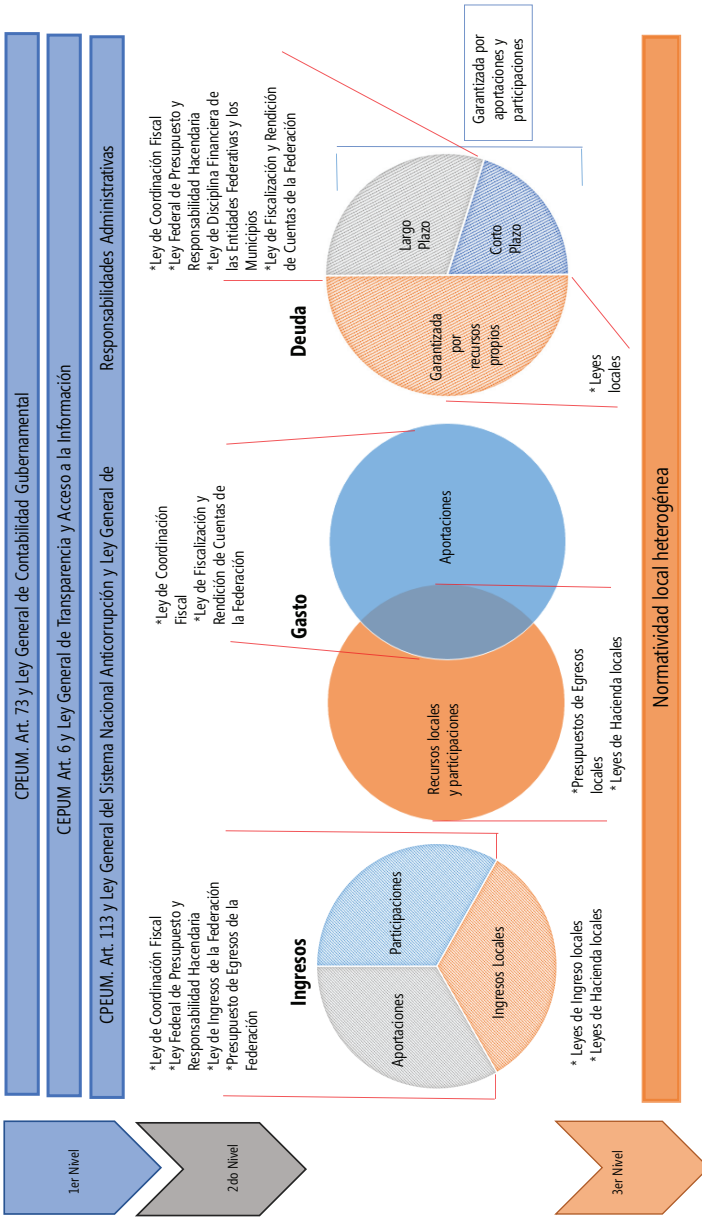 1er Nivel
CPEUM. Art. 73 y Ley General de Contabilidad Gubernamental
CEPUM Art. 6 y Ley General de Transparencia y Acceso a la Información
CPEUM. Art. 113 y Ley General del Sistema Nacional Anticorrupción y Ley General de Responsabilidades Administrativas
2do Nivel
*Ley de Coordinación Fiscal
*Ley Federal de Presupuesto y
Responsabilidad Hacendaria
*Ley de Ingresos de la Federación
*Presupuesto de Egresos de la
Federación
Ingresos
Aportaciones
Participaciones
Ingresos Locales
* Leyes de Ingreso locales
* Leyes de Hacienda locales
*Ley de Coordinación
Fiscal
*Ley de Fiscalización y
Rendición de Cuentas de
la Federación
Gasto
Recursos locales
y participaciones
Aportaciones
*Presupuestos de Egresos
locales
* Leyes de Hacienda locales
*Ley de Coordinación Fiscal
*Ley Federal de Presupuesto y
Responsabilidad Hacendaria
*Ley de Disciplina Financiera de
las Entidades Federativas y los
Municipios
*Ley de Fiscalización y Rendición
de Cuentas de la Federación
Deuda
Garantizada
por
recursos
propios
Largo
Plazo
Corto
Plazo
Garantizada por
aportaciones y
participaciones
* Leyes
locales
3er Nivel
Normatividad local heterogénea